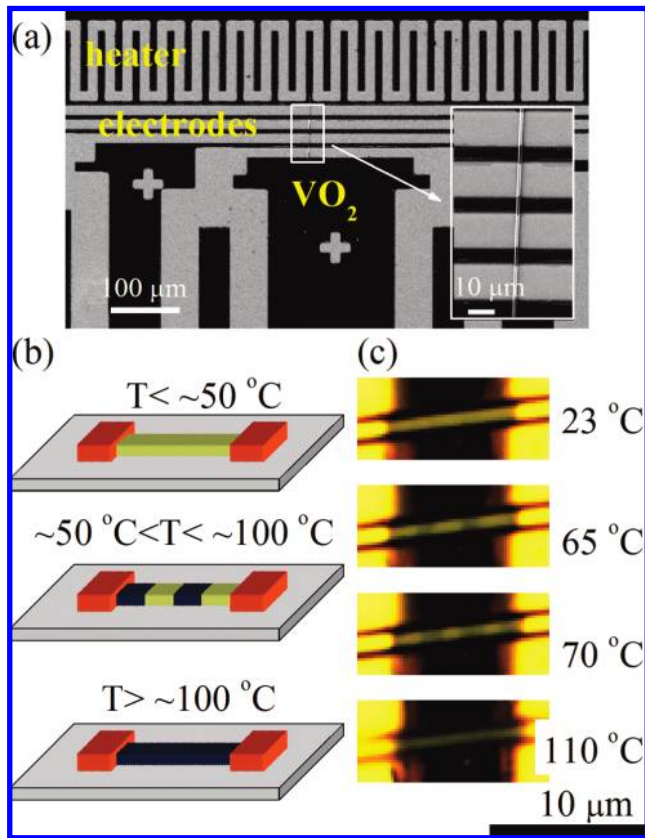 (a)
heater
electrodes
VO2
100 μm
10 μm
(b)
(c)
T< ~50 °C
23 °C
~50 °C<T< ~100 °C
65 °C
70 °C
T> ~100 °C
110 °C
10 μm